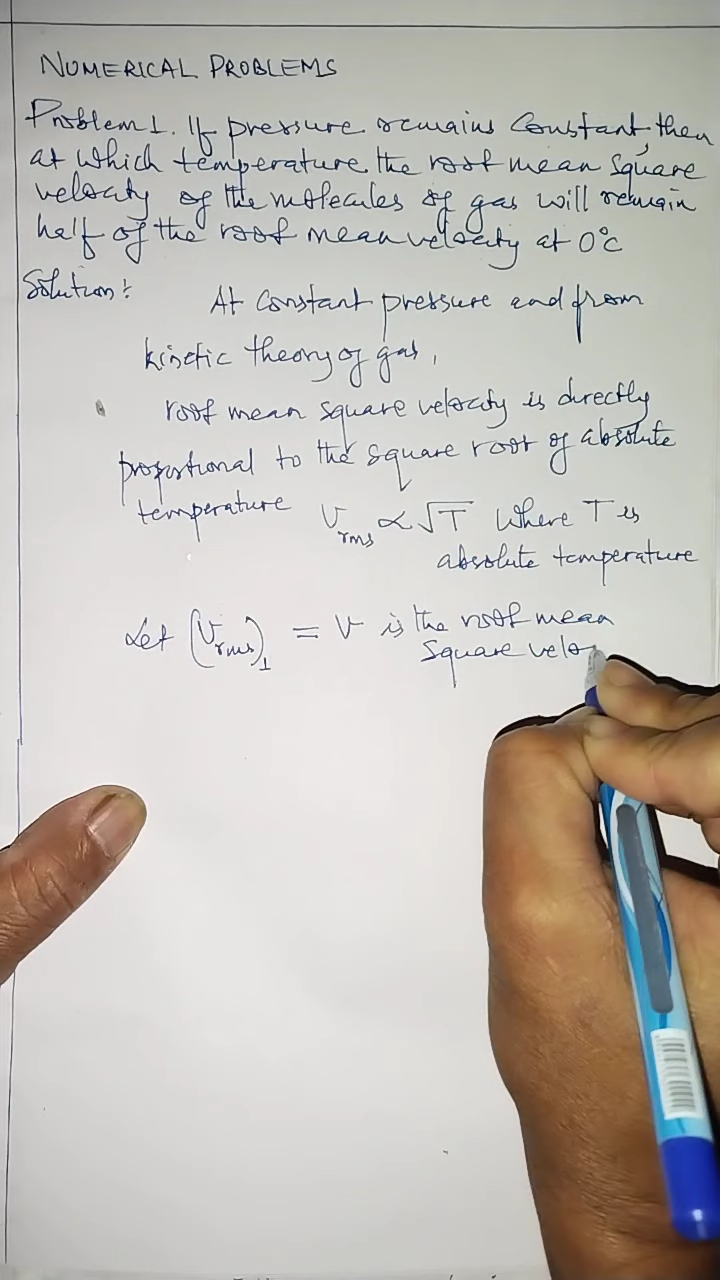 NUMERICAL PROBLEMS
Problem 1. If pressure remains Constant, then
at which temperature the root mean square
velocity of the molecules of gas will remain
half of the root mean velocity at 0°C
Solution:
At constant pressure and from
kinetic theory of gas,
root mean square velocity is directly
proportional to the square root of absolute
temperature V rms ∝ √T where T is
absolute temperature
Let (V rms)1 = V is the root mean
square velo